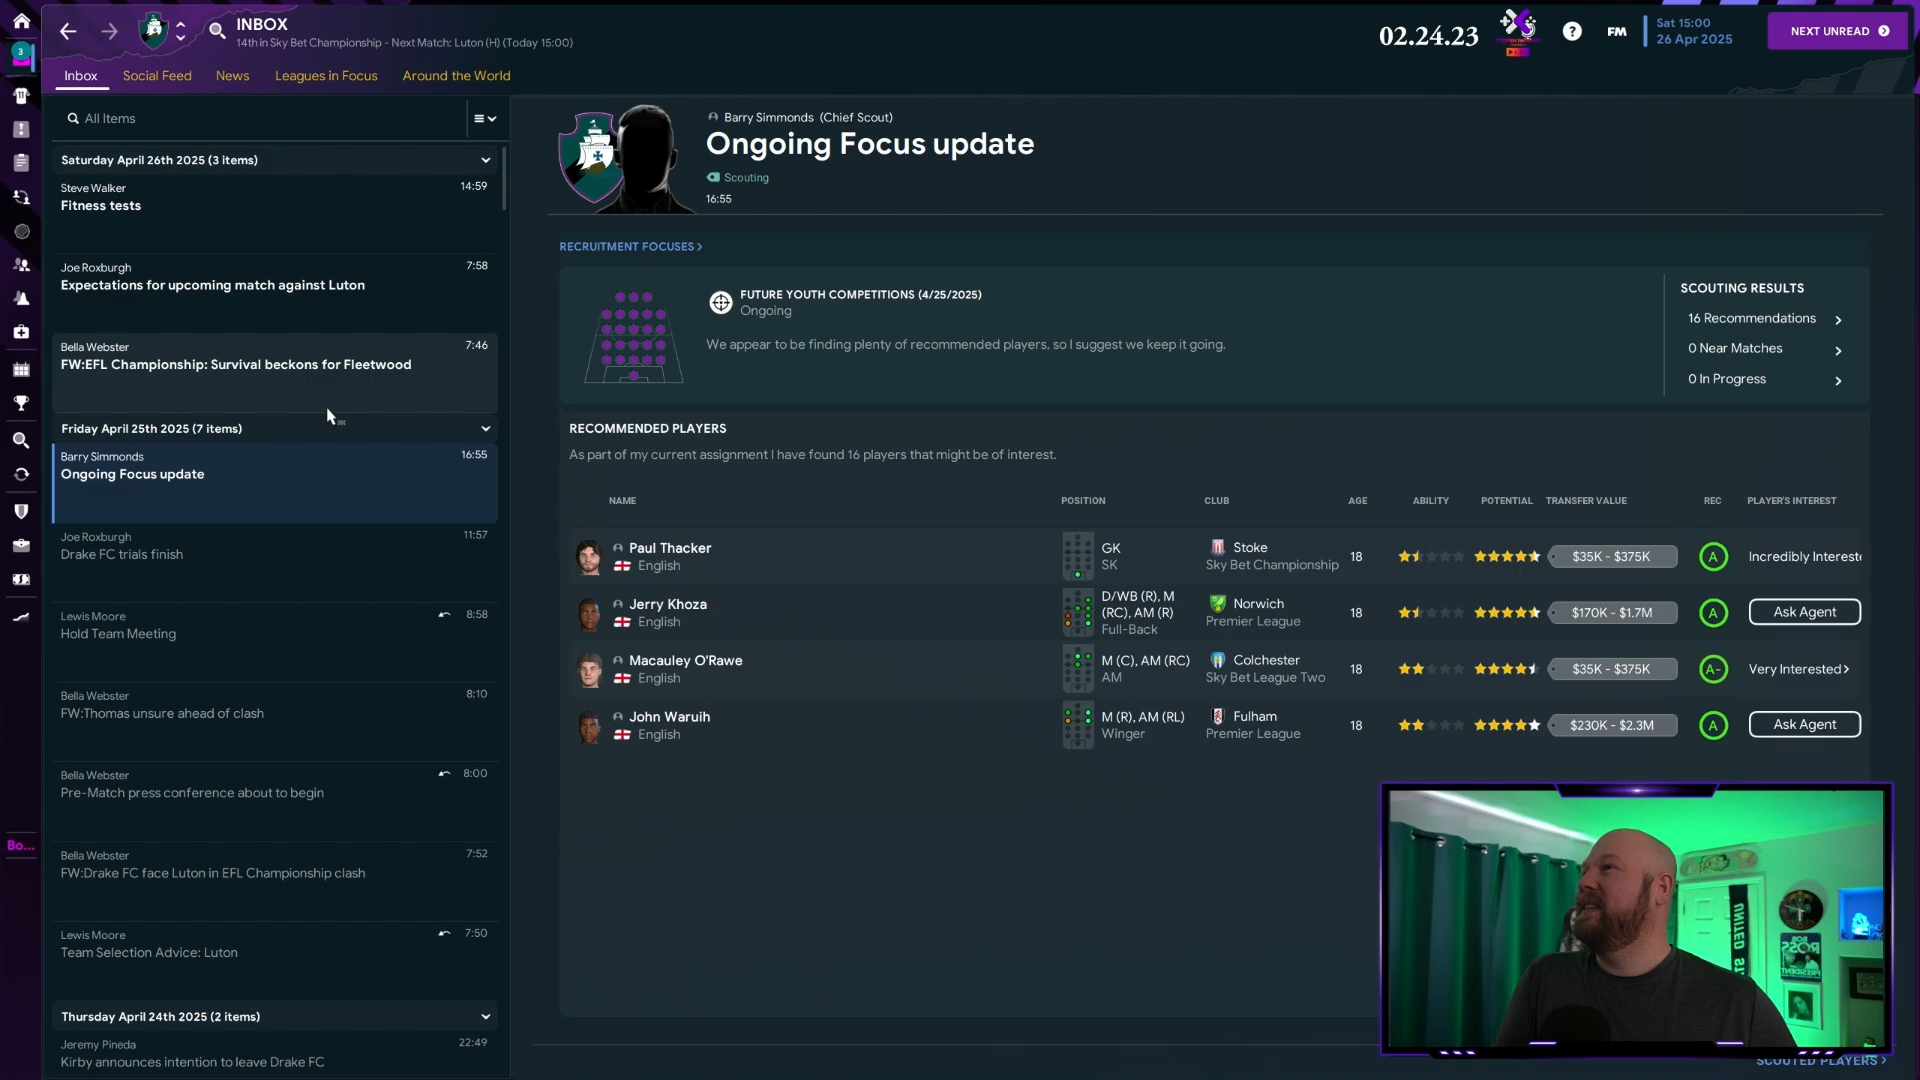 INBOX
14th in Sky Bet Championship - Next Match: Luton (H) (Today 15:00)
02.24.23
FM
Sat 15:00
26 Apr 2025
NEXT UNREAD
3
Inbox
Social Feed
News
Leagues in Focus
Around the World
All Items
Saturday April 26th 2025 (3 items)
Steve Walker
14:59
Fitness tests
Joe Roxburgh
7:58
Expectations for upcoming match against Luton
Bella Webster
7:46
FW:EFL Championship: Survival beckons for Fleetwood
Friday April 25th 2025 (7 items)
Barry Simmonds
16:55
Ongoing Focus update
Joe Roxburgh
11:57
Drake FC trials finish
Lewis Moore
8:58
Hold Team Meeting
Bella Webster
8:10
FW:Thomas unsure ahead of clash
Bella Webster
8:00
Pre-Match press conference about to begin
Bo...
Bella Webster
7:52
FW:Drake FC face Luton in EFL Championship clash
Lewis Moore
7:50
Team Selection Advice: Luton
Thursday April 24th 2025 (2 items)
Jeremy Pineda
22:49
Kirby announces intention to leave Drake FC
Barry Simmonds (Chief Scout)
Ongoing Focus update
Scouting
16:55
RECRUITMENT FOCUSES >
FUTURE YOUTH COMPETITIONS (4/25/2025)
Ongoing
We appear to be finding plenty of recommended players, so I suggest we keep it going.
SCOUTING RESULTS
16 Recommendations
0 Near Matches
0 In Progress
RECOMMENDED PLAYERS
As part of my current assignment I have found 16 players that might be of interest.
NAME POSITION CLUB AGE ABILITY POTENTIAL TRANSFER VALUE REC PLAYER'S INTEREST
Paul Thacker
English
GK
SK
Stoke
Sky Bet Championship
18
$35K - $375K
A
Incredibly Intereste
Jerry Khoza
English
D/WB (R), M
(RC), AM (R)
Full-Back
Norwich
Premier League
18
$170K - $1.7M
A
Ask Agent
Macauley O'Rawe
English
M (C), AM (RC)
AM
Colchester
Sky Bet League Two
18
$35K - $375K
A-
Very Interested >
John Waruih
English
M (R), AM (RL)
Winger
Fulham
Premier League
18
$230K - $2.3M
A
Ask Agent
SCOUTED PLAYERS >